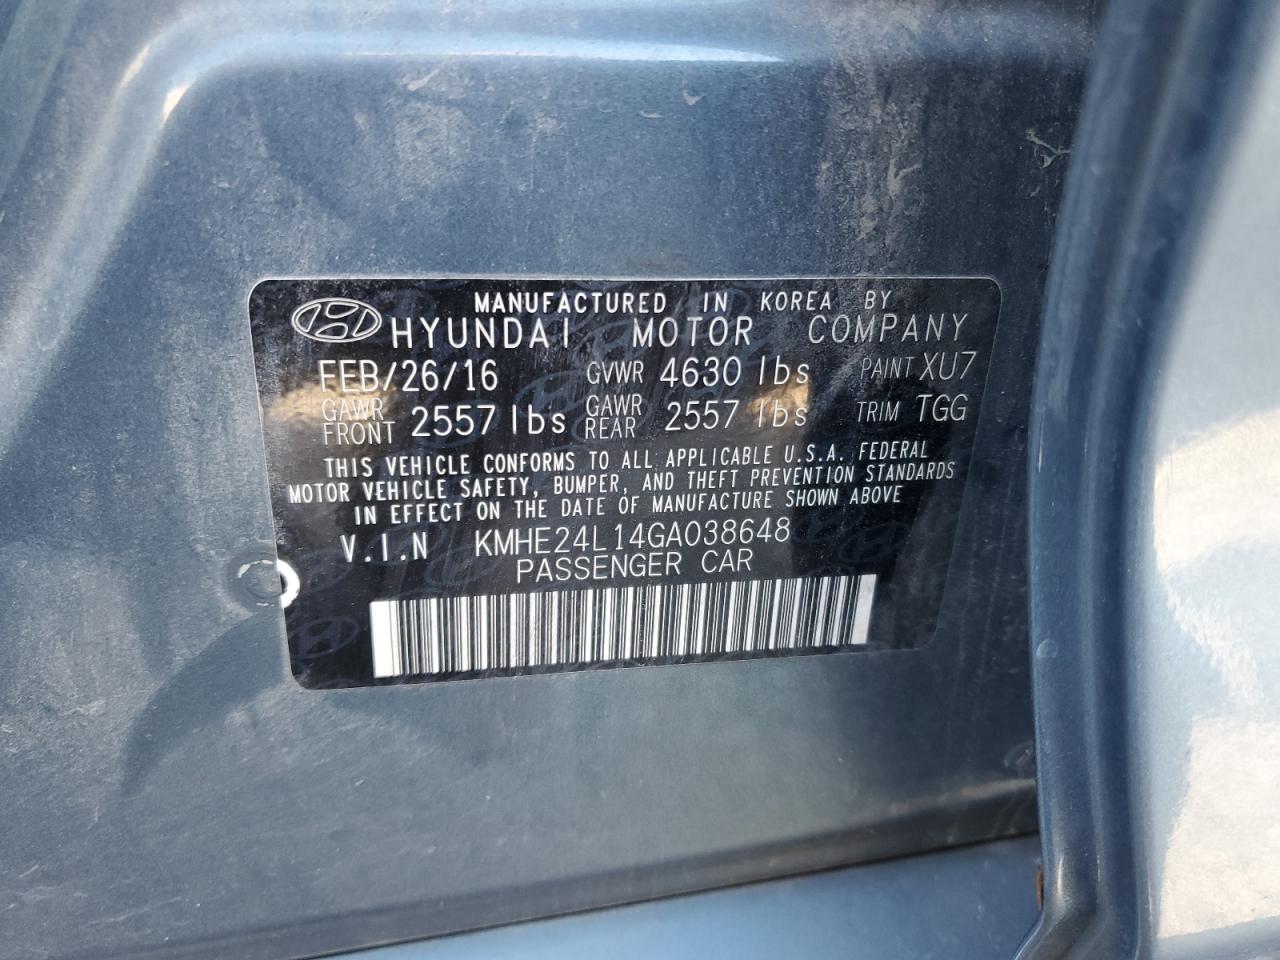 MANUFACTURED IN KOREA BY
HYUNDAI MOTOR COMPANY
FEB/26/16 GVWR 4630 lbs PAINT XU7
GAWR FRONT 2557 lbs GAWR REAR 2557 lbs TRIM TGG
THIS VEHICLE CONFORMS TO ALL APPLICABLE U.S.A. FEDERAL
MOTOR VEHICLE SAFETY, BUMPER, AND THEFT PREVENTION STANDARDS
IN EFFECT ON THE DATE OF MANUFACTURE SHOWN ABOVE
V.I.N KMHE24L14GA038648
PASSENGER CAR